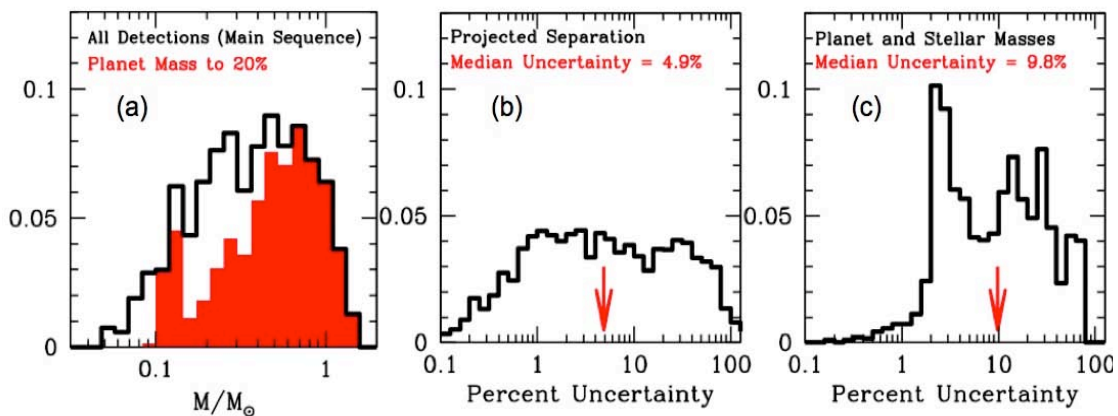 All Detections (Main Sequence)
Planet Mass to 20%
(a)
0.1
0.05
0
0.1
1
M/M☉
Projected Separation
Median Uncertainty = 4.9%
(b)
0.1
0.05
0
0.1
1
10
100
Percent Uncertainty
Planet and Stellar Masses
Median Uncertainty = 9.8%
(c)
0.1
0.05
0
0.1
1
10
100
Percent Uncertainty